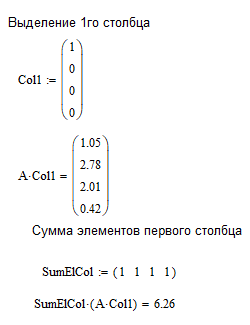 Выделение 1го столбца
1
0
Col1 :=
0
0
1.05
2.78
A·Col1 =
2.01
0.42
Сумма элементов первого столбца
SumElCol := (1 1 1 1)
SumElCol·(A·Col1) = 6.26